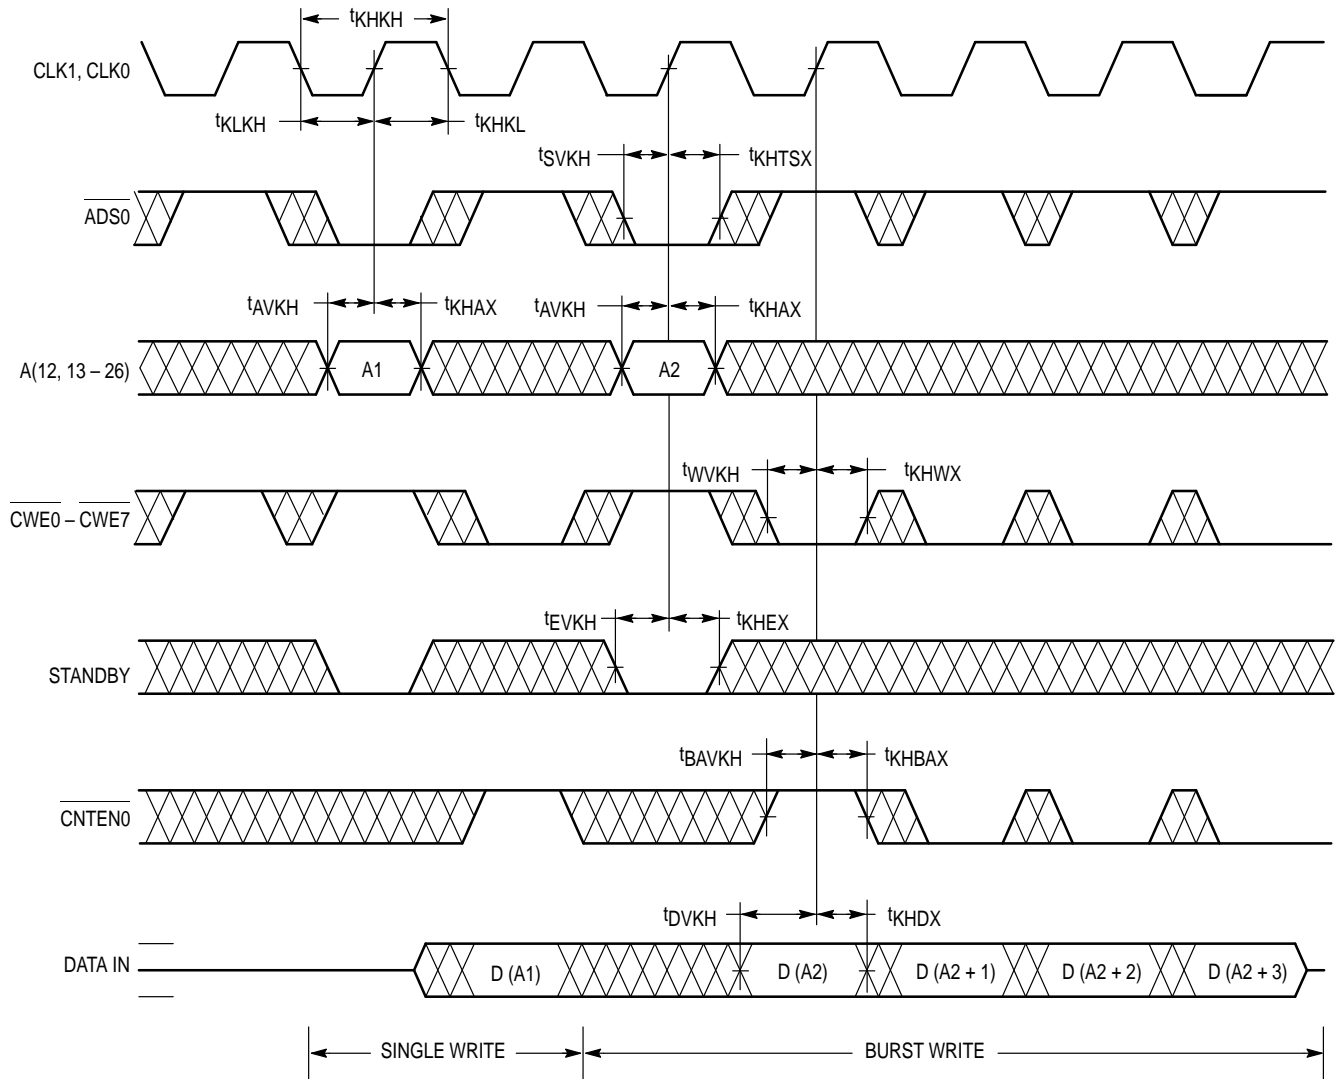 tKHKH
CLK1, CLK0
tKLKH tKHKL
tSVKH tKHTSX
ADS0
tAVKH tKHAX tAVKH tKHAX
A(12, 13 – 26) A1 A2
tWVKH tKHWX
CWE0 – CWE7
tEVKH tKHEX
STANDBY
tBAVKH tKHBAX
CNTEN0
tDVKH tKHDX
DATA IN D (A1) D (A2) D (A2 + 1) D (A2 + 2) D (A2 + 3)
SINGLE WRITE BURST WRITE